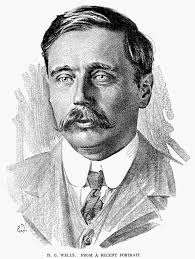 H. G. WELLS. FROM A RECENT PORTRAIT